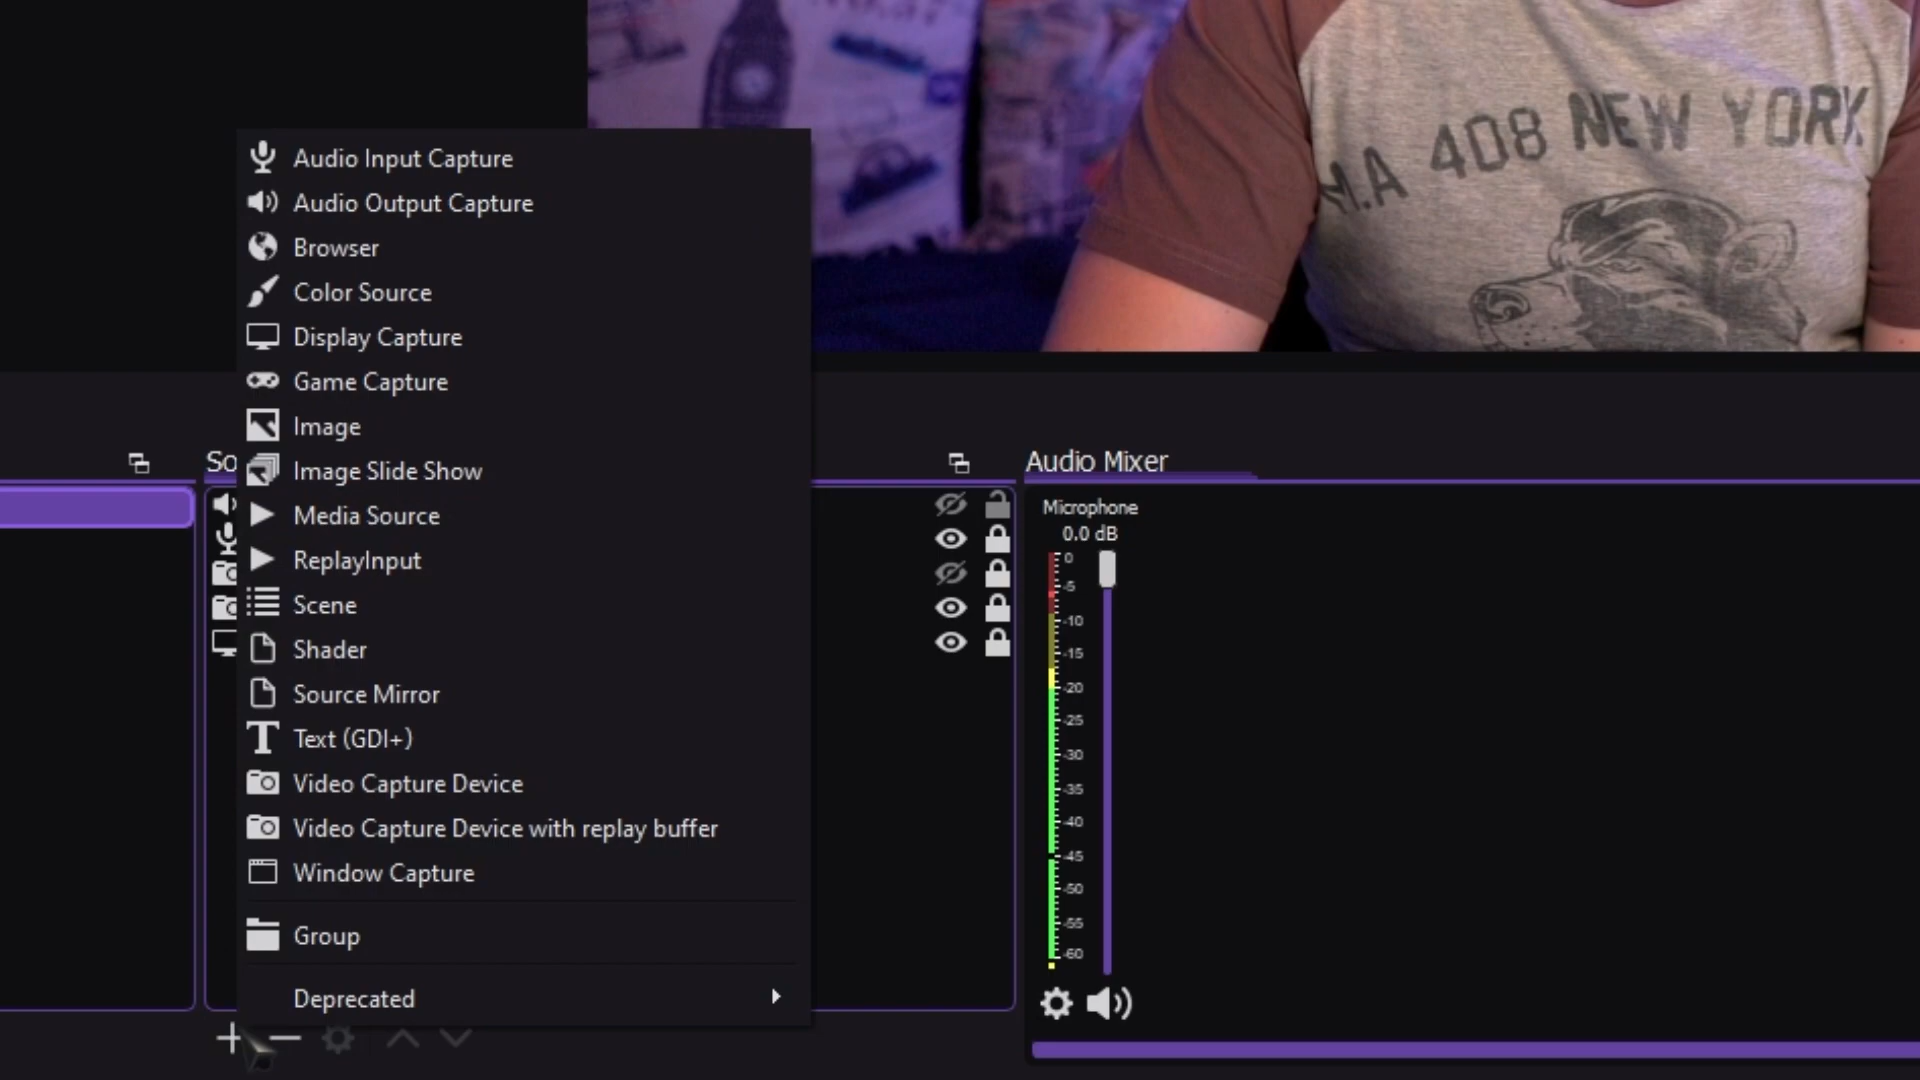 M.A 408 NEW YORK
Audio Input Capture
Audio Output Capture
Browser
Color Source
Display Capture
Game Capture
Image
Image Slide Show
Media Source
ReplayInput
Scene
Shader
Source Mirror
Text (GDI+)
Video Capture Device
Video Capture Device with replay buffer
Window Capture
Group
Deprecated
So
Audio Mixer
Microphone
0.0 dB
0
-5
-10
-15
-20
-25
-30
-35
-40
-45
-50
-55
-60